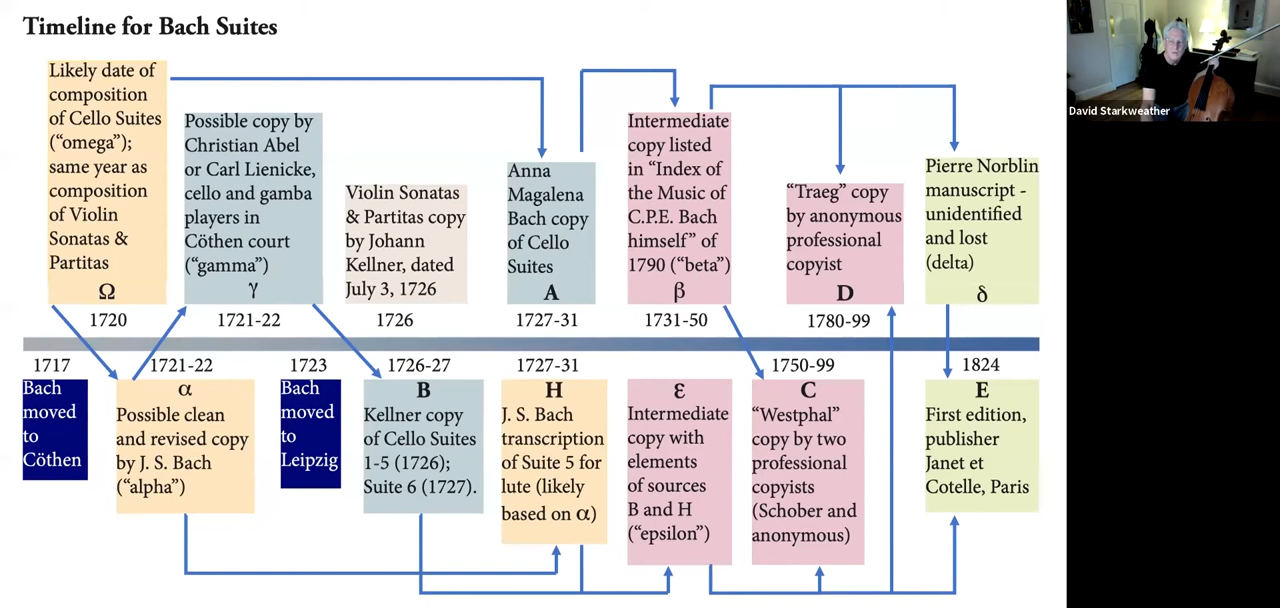 Timeline for Bach Suites
Likely date of
composition
of Cello Suites
(“omega”);
same year as
composition
of Violin
Sonatas &
Partitas
Ω
1720
Possible copy by
Christian Abel
or Carl Lienicke,
cello and gamba
players in
Cöthen court
(“gamma”)
γ
1721-22
Violin Sonatas
& Partitas copy
by Johann
Kellner, dated
July 3, 1726
1726
Anna
Magalena
Bach copy
of Cello
Suites
A
1727-31
Intermediate
copy listed
in “Index of
the Music of
C.P.E. Bach
himself” of
1790 (“beta”)
β
1731-50
“Traeg” copy
by anonymous
professional
copyist
D
1780-99
Pierre Norblin
manuscript -
unidentified
and lost
(delta)
δ
1717
Bach
moved
to
Cöthen
1721-22
α
Possible clean
and revised copy
by J. S. Bach
(“alpha”)
1723
Bach
moved
to
Leipzig
1726-27
B
Kellner copy
of Cello Suites
1-5 (1726);
Suite 6 (1727).
1727-31
H
J. S. Bach
transcription
of Suite 5 for
lute (likely
based on α)
ε
Intermediate
copy with
elements
of sources
B and H
(“epsilon”)
1750-99
C
“Westphal”
copy by two
professional
copyists
(Schober and
anonymous)
1824
E
First edition,
publisher
Janet et
Cotelle, Paris
David Starkweather